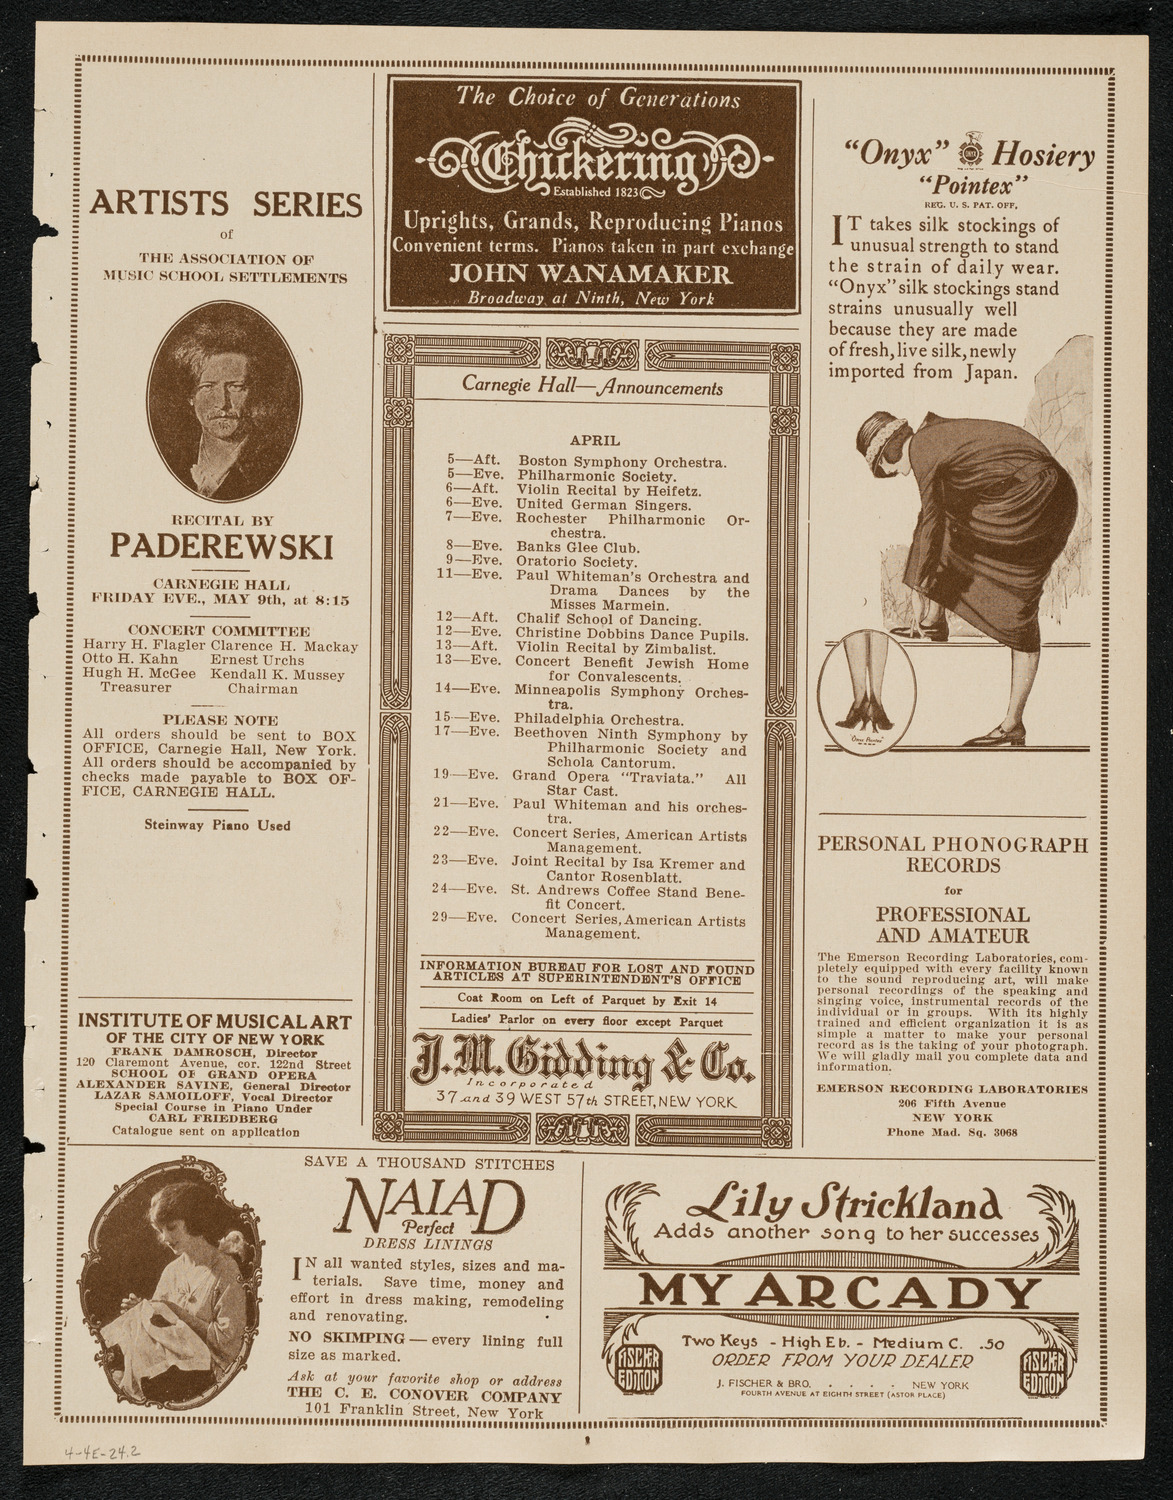 ARTISTS SERIES
of
THE ASSOCIATION OF
MUSIC SCHOOL SETTLEMENTS
RECITAL BY
PADEREWSKI
CARNEGIE HALL
FRIDAY EVE., MAY 9th, at 8:15
CONCERT COMMITTEE
Harry H. Flagler Clarence H. Mackay
Otto H. Kahn Ernest Urchs
Hugh H. McGee Kendall K. Mussey
Treasurer Chairman
PLEASE NOTE
All orders should be sent to BOX
OFFICE, Carnegie Hall, New York.
All orders should be accompanied by
checks made payable to BOX OF-
FICE, CARNEGIE HALL.
Steinway Piano Used
INSTITUTE OF MUSICAL ART
OF THE CITY OF NEW YORK
FRANK DAMROSCH, Director
120 Claremont Avenue, cor. 122nd Street
SCHOOL OF GRAND OPERA
ALEXANDER SAVINE, General Director
LAZAR SAMOILOFF, Vocal Director
Special Course in Piano Under
CARL FRIEDBERG
Catalogue sent on application
The Choice of Generations
Chickering
Established 1823
Uprights, Grands, Reproducing Pianos
Convenient terms. Pianos taken in part exchange
JOHN WANAMAKER
Broadway at Ninth, New York
Carnegie Hall—Announcements
APRIL
5—Aft. Boston Symphony Orchestra.
5—Eve. Philharmonic Society.
6—Aft. Violin Recital by Heifetz.
6—Eve. United German Singers.
7—Eve. Rochester Philharmonic Or-
chestra.
8—Eve. Banks Glee Club.
9—Eve. Oratorio Society.
11—Eve. Paul Whiteman's Orchestra and
Drama Dances by the
Misses Marmein.
12—Aft. Chalif School of Dancing.
12—Eve. Christine Dobbins Dance Pupils.
13—Aft. Violin Recital by Zimbalist.
13—Eve. Concert Benefit Jewish Home
for Convalescents.
14—Eve. Minneapolis Symphony Orches-
tra.
15—Eve. Philadelphia Orchestra.
17—Eve. Beethoven Ninth Symphony by
Philharmonic Society and
Schola Cantorum.
19—Eve. Grand Opera "Traviata." All
Star Cast.
21—Eve. Paul Whiteman and his orches-
tra.
22—Eve. Concert Series, American Artists
Management.
23—Eve. Joint Recital by Isa Kremer and
Cantor Rosenblatt.
24—Eve. St. Andrews Coffee Stand Bene-
fit Concert.
29—Eve. Concert Series, American Artists
Management.
INFORMATION BUREAU FOR LOST AND FOUND
ARTICLES AT SUPERINTENDENT'S OFFICE
Coat Room on Left of Parquet by Exit 14
Ladies' Parlor on every floor except Parquet
J. M. Gidding & Co.
Incorporated
37 and 39 WEST 57th STREET, NEW YORK
"Onyx" Hosiery
"Pointex"
REG. U. S. PAT. OFF.
IT takes silk stockings of
unusual strength to stand
the strain of daily wear.
"Onyx" silk stockings stand
strains unusually well
because they are made
of fresh, live silk, newly
imported from Japan.
PERSONAL PHONOGRAPH
RECORDS
for
PROFESSIONAL
AND AMATEUR
The Emerson Recording Laboratories, com-
pletely equipped with every facility known
to the sound reproducing art, will make
personal recordings of the speaking and
singing voice, instrumental records of the
individual or in groups. With its highly
trained and efficient organization it is as
simple a matter to make your personal
record as is the taking of your photograph.
We will gladly mail you complete data and
information.
EMERSON RECORDING LABORATORIES
206 Fifth Avenue
NEW YORK
Phone Mad. Sq. 3068
SAVE A THOUSAND STITCHES
NAIAD
Perfect
DRESS LININGS
IN all wanted styles, sizes and ma-
terials. Save time, money and
effort in dress making, remodeling
and renovating.
NO SKIMPING — every lining full
size as marked.
Ask at your favorite shop or address
THE C. E. CONOVER COMPANY
101 Franklin Street, New York
Lily Strickland
Adds another song to her successes
MY ARCADY
Two Keys - High Eb. - Medium C. .50
ORDER FROM YOUR DEALER
FISCHER EDITION
FISCHER EDITION
J. FISCHER & BRO. . . . . NEW YORK
FOURTH AVENUE AT EIGHTH STREET (ASTOR PLACE)
4-4E-24.2